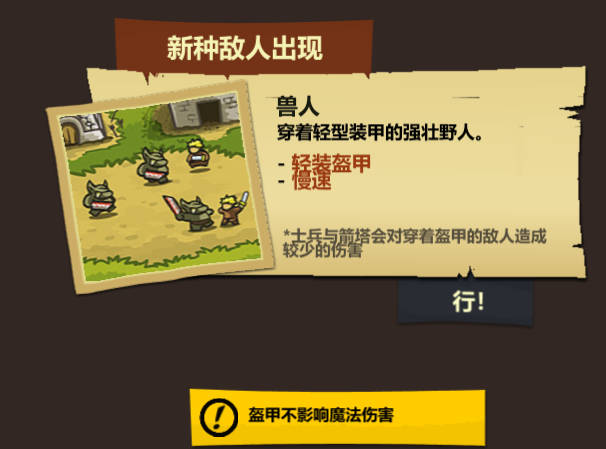 新种敌人出现
兽人
穿着轻型装甲的强壮野人。
- 轻装盔甲
- 慢速
*士兵与箭塔会对穿着盔甲的敌人造成
较少的伤害
行!
盔甲不影响魔法伤害